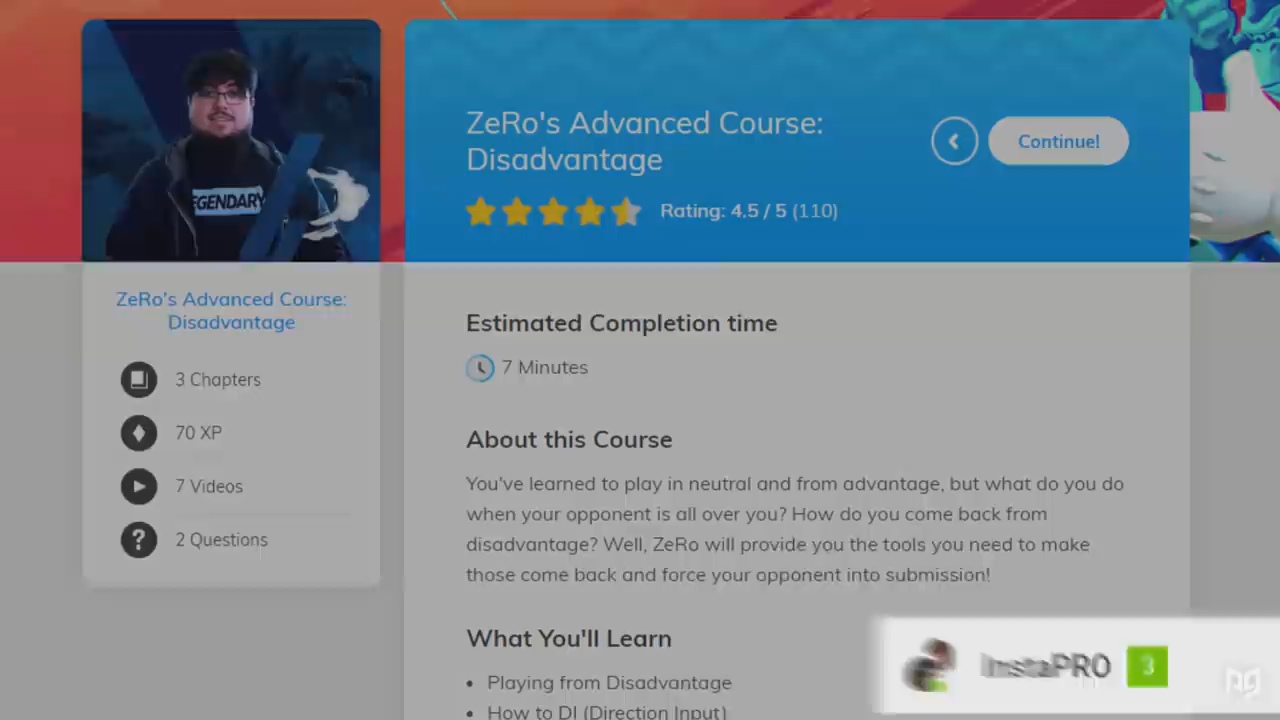 ZeRo's Advanced Course:
Disadvantage
Rating: 4.5 / 5 (110)
Continue!
EGENDARY
ZeRo's Advanced Course:
Disadvantage
3 Chapters
70 XP
7 Videos
2 Questions
Estimated Completion time
7 Minutes
About this Course
You've learned to play in neutral and from advantage, but what do you do
when your opponent is all over you? How do you come back from
disadvantage? Well, ZeRo will provide you the tools you need to make
those come back and force your opponent into submission!
What You'll Learn
• Playing from Disadvantage
• How to DI (Direction Input)
InstaPRO 3